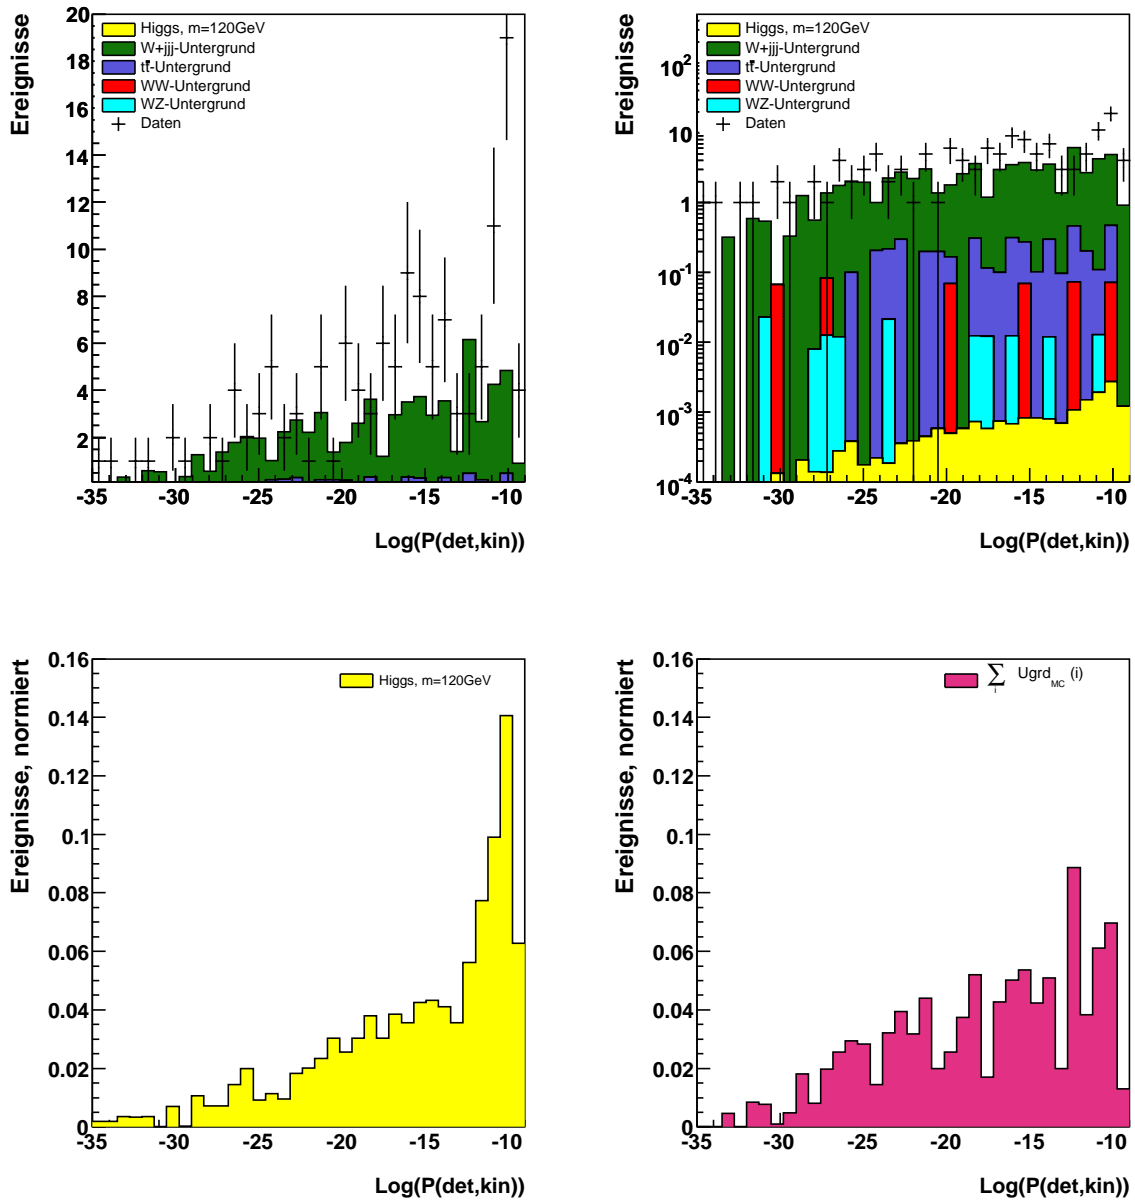 Ereignisse
20
18
16
14
12
10
8
6
4
2
-35 -30 -25 -20 -15 -10
Log(P(det,kin))
Higgs, m=120GeV
W+jjj-Untergrund
tt̄-Untergrund
WW-Untergrund
WZ-Untergrund
Daten
Ereignisse
10²
10
1
10⁻¹
10⁻²
10⁻³
10⁻⁴
-35 -30 -25 -20 -15 -10
Log(P(det,kin))
Higgs, m=120GeV
W+jjj-Untergrund
tt̄-Untergrund
WW-Untergrund
WZ-Untergrund
Daten
Ereignisse, normiert
0.16
0.14
0.12
0.1
0.08
0.06
0.04
0.02
0
-35 -30 -25 -20 -15 -10
Log(P(det,kin))
Higgs, m=120GeV
Ereignisse, normiert
0.16
0.14
0.12
0.1
0.08
0.06
0.04
0.02
0
-35 -30 -25 -20 -15 -10
Log(P(det,kin))
∑ᵢ Ugrd_MC (i)